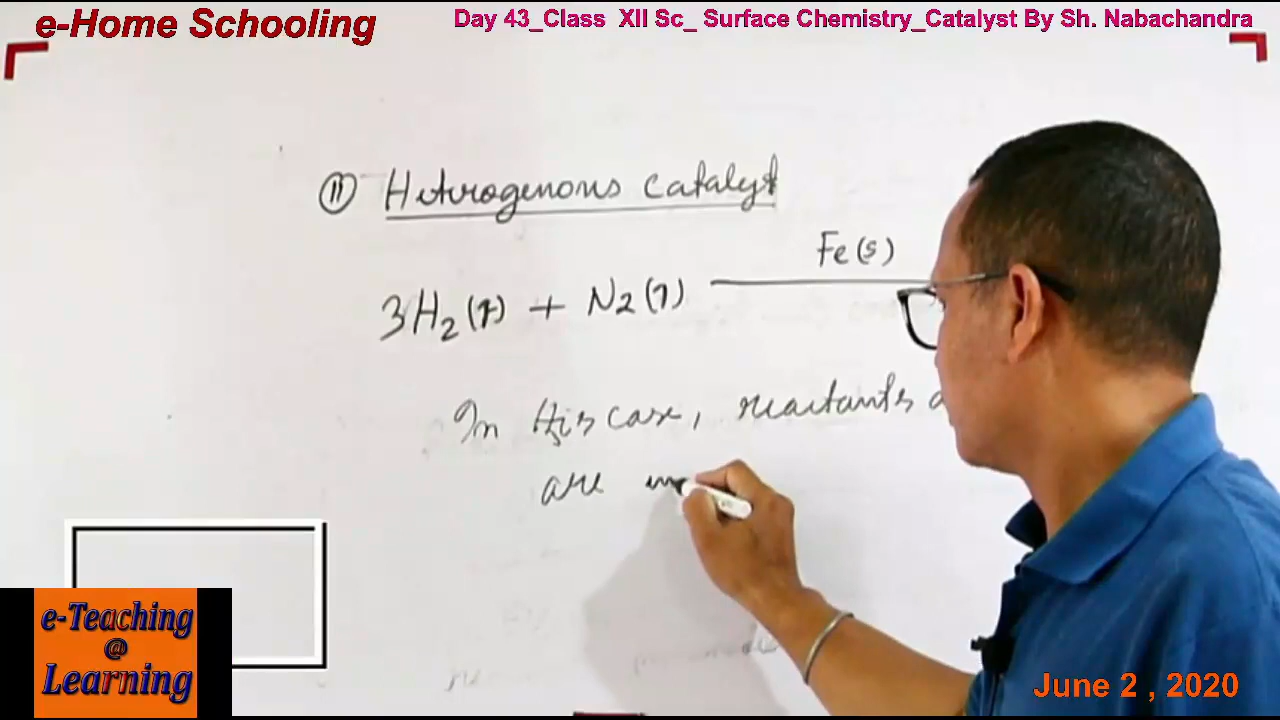 e-Home Schooling
Day 43_Class XII Sc_ Surface Chemistry_Catalyst By Sh. Nabachandra
(II) Heterogenous Catalyst
Fe(s)
3H2(g) + N2(g)
In this case, reactants
are
e-Teaching
@
Learning
June 2 , 2020